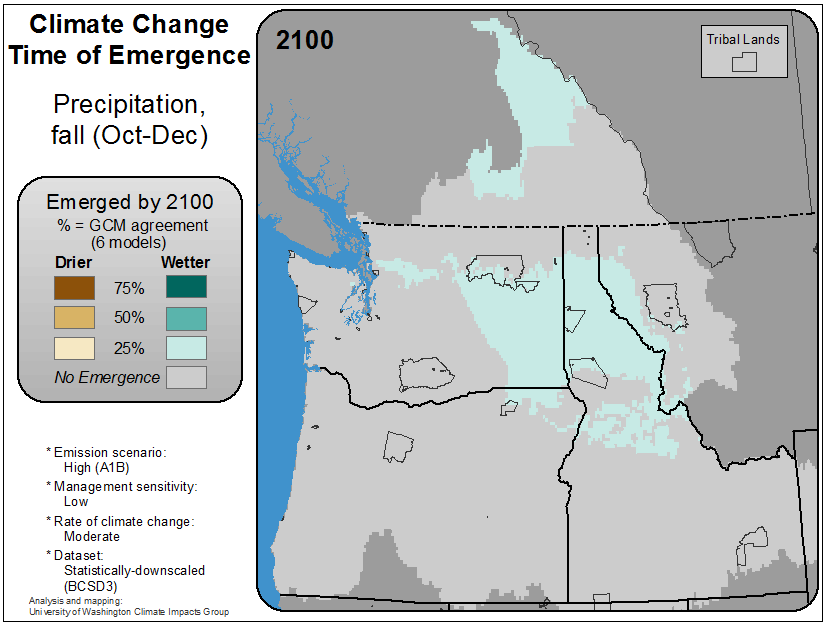 Climate Change
Time of Emergence
Precipitation,
fall (Oct-Dec)
Emerged by 2100
% = GCM agreement
(6 models)
Drier Wetter
75%
50%
25%
No Emergence
* Emission scenario:
High (A1B)
* Management sensitivity:
Low
* Rate of climate change:
Moderate
* Dataset:
Statistically-downscaled
(BCSD3)
Analysis and mapping:
University of Washington Climate Impacts Group
2100
Tribal Lands